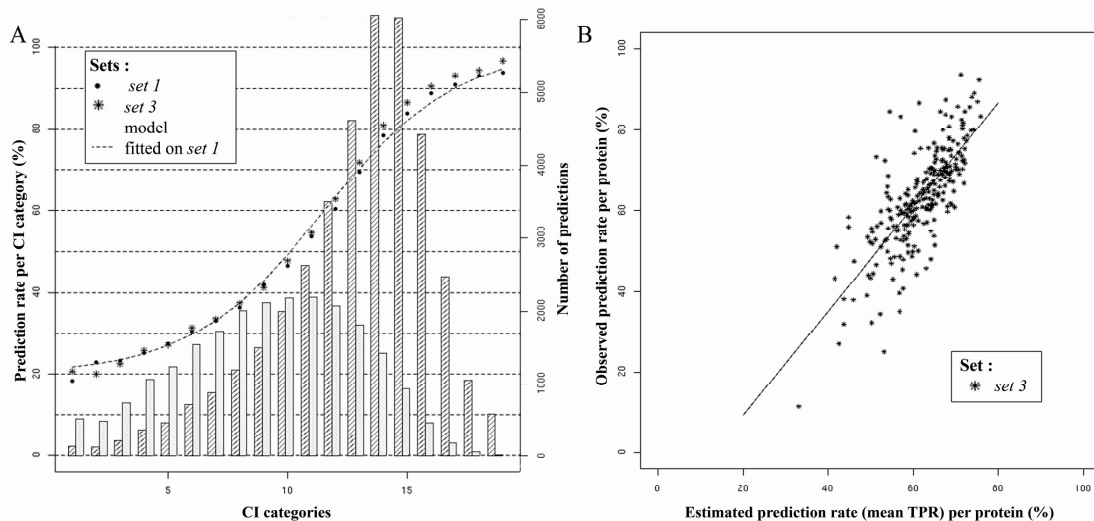 A
Prediction rate per CI category (%)
100
80
60
40
20
0
Sets :
set 1
set 3
model
fitted on set 1
5
10
15
CI categories
6000
5000
4000
3000
2000
1000
0
Number of predictions
B
Observed prediction rate per protein (%)
100
80
60
40
20
0
Set :
set 3
0
20
40
60
80
100
Estimated prediction rate (mean TPR) per protein (%)